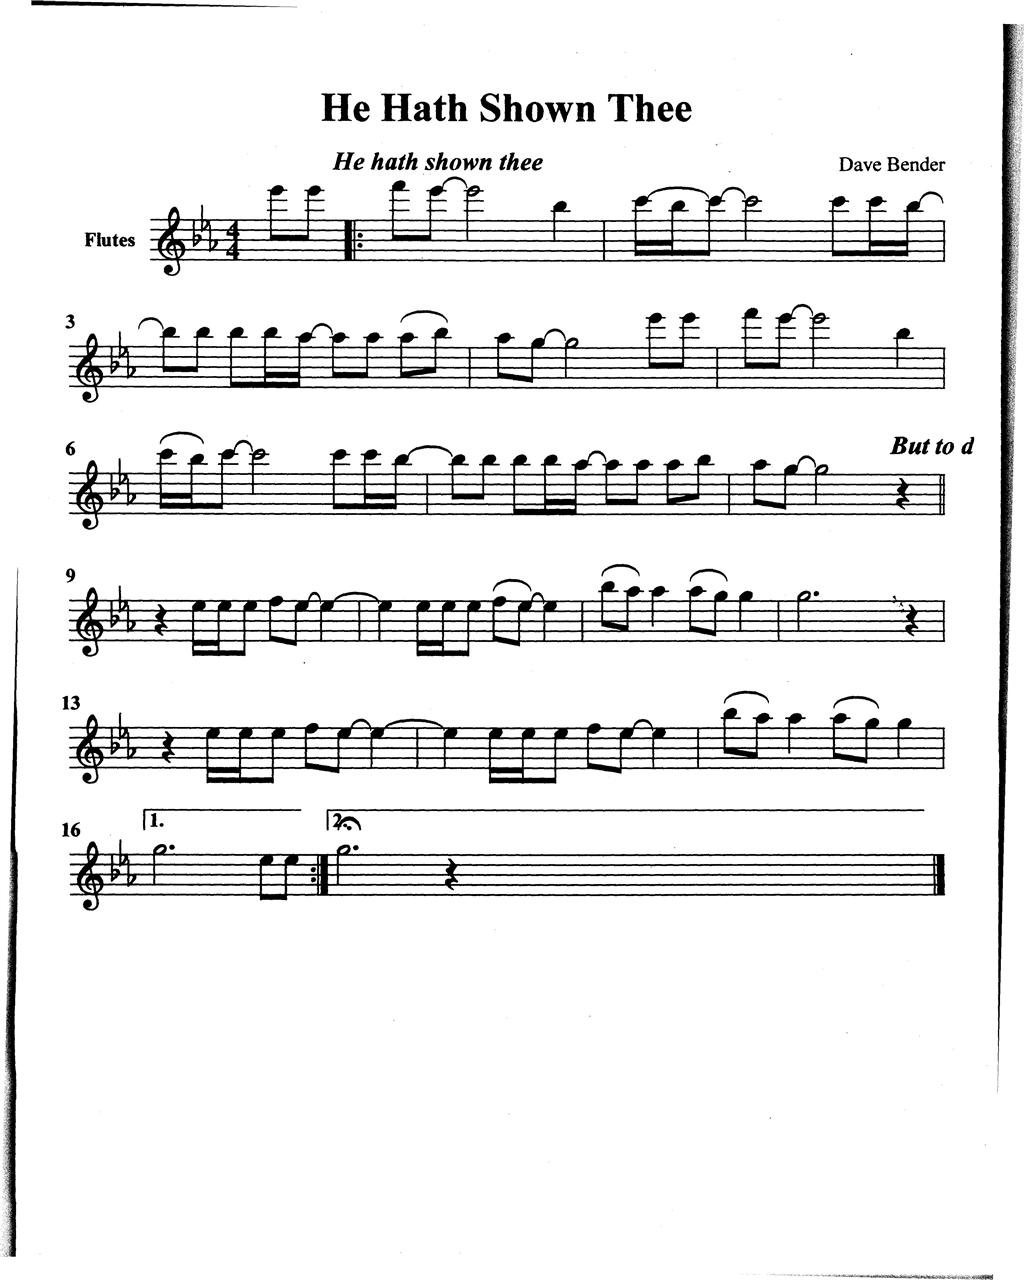 He Hath Shown Thee
He hath shown thee
Dave Bender
Flutes
4
4
3
6
But to d
9
13
16
1.
2.